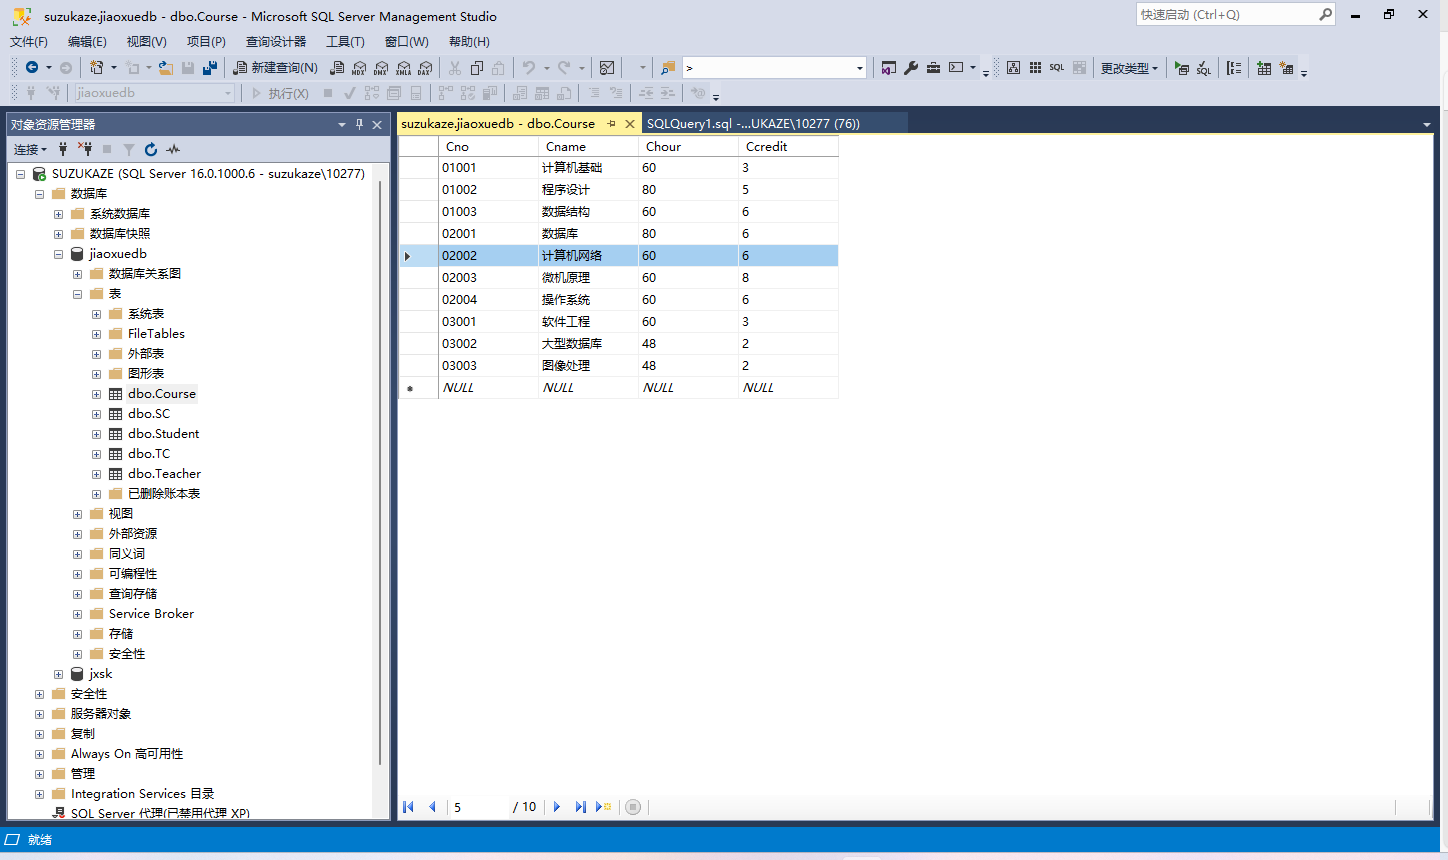 suzukaze.jiaoxuedb - dbo.Course - Microsoft SQL Server Management Studio
快速启动 (Ctrl+Q)
文件(F) 编辑(E) 视图(V) 项目(P) 查询设计器 工具(T) 窗口(W) 帮助(H)
新建查询(N) MDX DMX XMLA DAX > SQL 更改类型 SQL
jiaoxuedb 执行(X)
对象资源管理器
连接
SUZUKAZE (SQL Server 16.0.1000.6 - suzukaze\10277)
数据库
系统数据库
数据库快照
jiaoxuedb
数据库关系图
表
系统表
FileTables
外部表
图形表
dbo.Course
dbo.SC
dbo.Student
dbo.TC
dbo.Teacher
已删除账本表
视图
外部资源
同义词
可编程性
查询存储
Service Broker
存储
安全性
jxsk
安全性
服务器对象
复制
Always On 高可用性
管理
Integration Services 目录
SQL Server 代理(已禁用代理 XP)
suzukaze.jiaoxuedb - dbo.Course SQLQuery1.sql -...UKAZE\10277 (76))
Cno Cname Chour Ccredit
01001 计算机基础 60 3
01002 程序设计 80 5
01003 数据结构 60 6
02001 数据库 80 6
02002 计算机网络 60 6
02003 微机原理 60 8
02004 操作系统 60 6
03001 软件工程 60 3
03002 大型数据库 48 2
03003 图像处理 48 2
NULL NULL NULL NULL
5 / 10
就绪